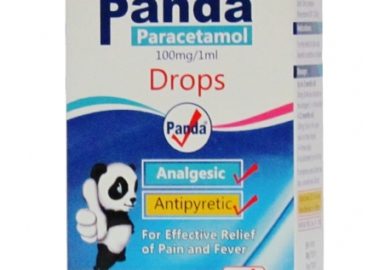 Panda
Paracetamol
100mg/1ml
Drops
Panda
Analgesic
Antipyretic
For Effective Relief
of Pain and Fever